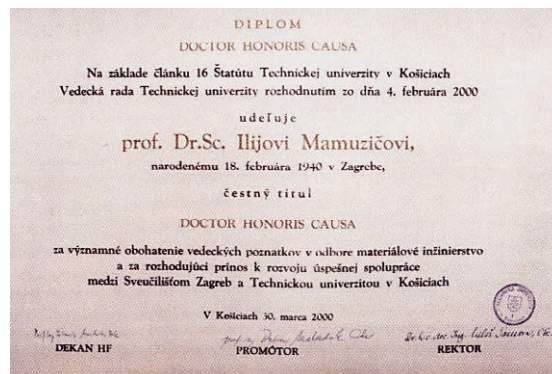 DIPLOM
DOCTOR HONORIS CAUSA
Na základe článku 16 Štatútu Technickej univerzity v Košiciach
Vedecká rada Technickej univerzity rozhodnutím zo dňa 4. februára 2000
udeľuje
prof. Dr.Sc. Ilijovi Mamuzičovi,
narodenému 18. februára 1940 v Zagrebe,
čestný titul
DOCTOR HONORIS CAUSA
za významné obohatenie vedeckých poznatkov v odbore materiálové inžinierstvo
a za rozhodujúci prínos k rozvoju úspešnej spolupráce
medzi Sveučilišťom Zagreb a Technickou univerzitou v Košiciach
V Košiciach 30. marca 2000
DEKAN HF
PROMÓTOR
REKTOR